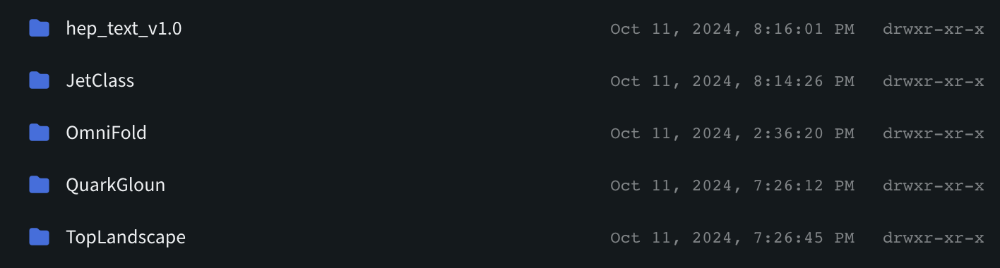 hep_text_v1.0 Oct 11, 2024, 8:16:01 PM drwxr-xr-x
JetClass Oct 11, 2024, 8:14:26 PM drwxr-xr-x
OmniFold Oct 11, 2024, 2:36:20 PM drwxr-xr-x
QuarkGloun Oct 11, 2024, 7:26:12 PM drwxr-xr-x
TopLandscape Oct 11, 2024, 7:26:45 PM drwxr-xr-x